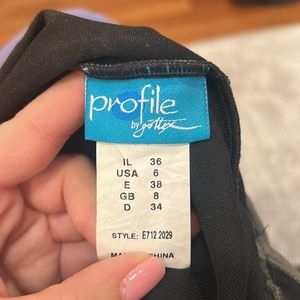 profile
by gottex
IL 36
USA 6
E 38
GB 8
D 34
STYLE: E712 2029
CHINA